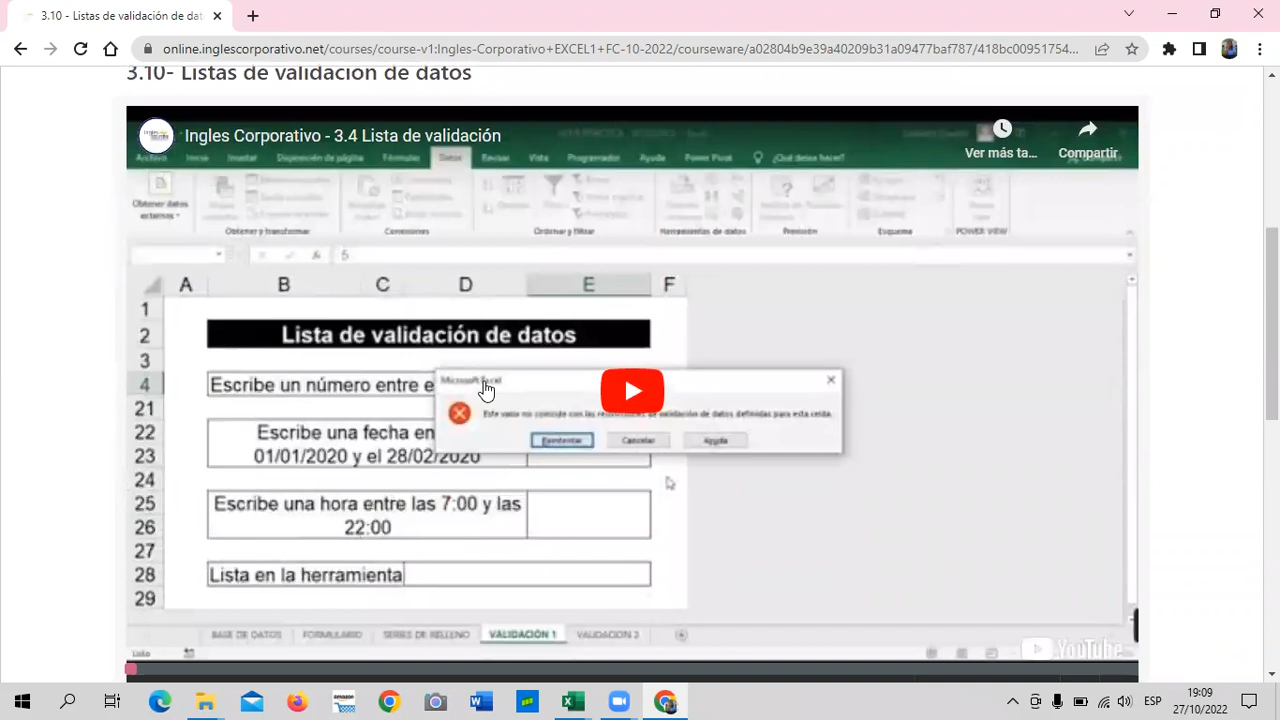 3.10 - Listas de validación de dat
online.inglescorporativo.net/courses/course-v1:Ingles-Corporativo+EXCEL1+FC-10-2022/courseware/a02804b9e39a40209b31a09477baf787/418bc00951754...
3.10- Listas de validación de datos
Ingles Corporativo - 3.4 Lista de validación
Ver más ta...
Compartir
Archivo Inicio Insertar Disposición de página Fórmulas Datos Revisar Vista Programador Ayuda Power Pivot ¿Qué desea hacer?
Obtener datos
externos
Obtener y transformar
Conexiones
Ordenar y filtrar
Herramientas de datos
Previsión
Esquema
POWER VIEW
5
A B C D E F
1
2 Lista de validación de datos
3
4 Escribe un número entre e
Microsoft Excel
Este valor no coincide con las restricciones de validación de datos definidas para esta celda.
Reintentar Cancelar Ayuda
21
22 Escribe una fecha en
23 01/01/2020 y el 28/02/2020
24
25 Escribe una hora entre las 7:00 y las
26 22:00
27
28 Lista en la herramienta
29
BASE DE DATOS FORMULARIO SERIES DE RELLENO VALIDACIÓN 1 VALIDACIÓN 2
Listo
YouTube
ESP
19:09
27/10/2022